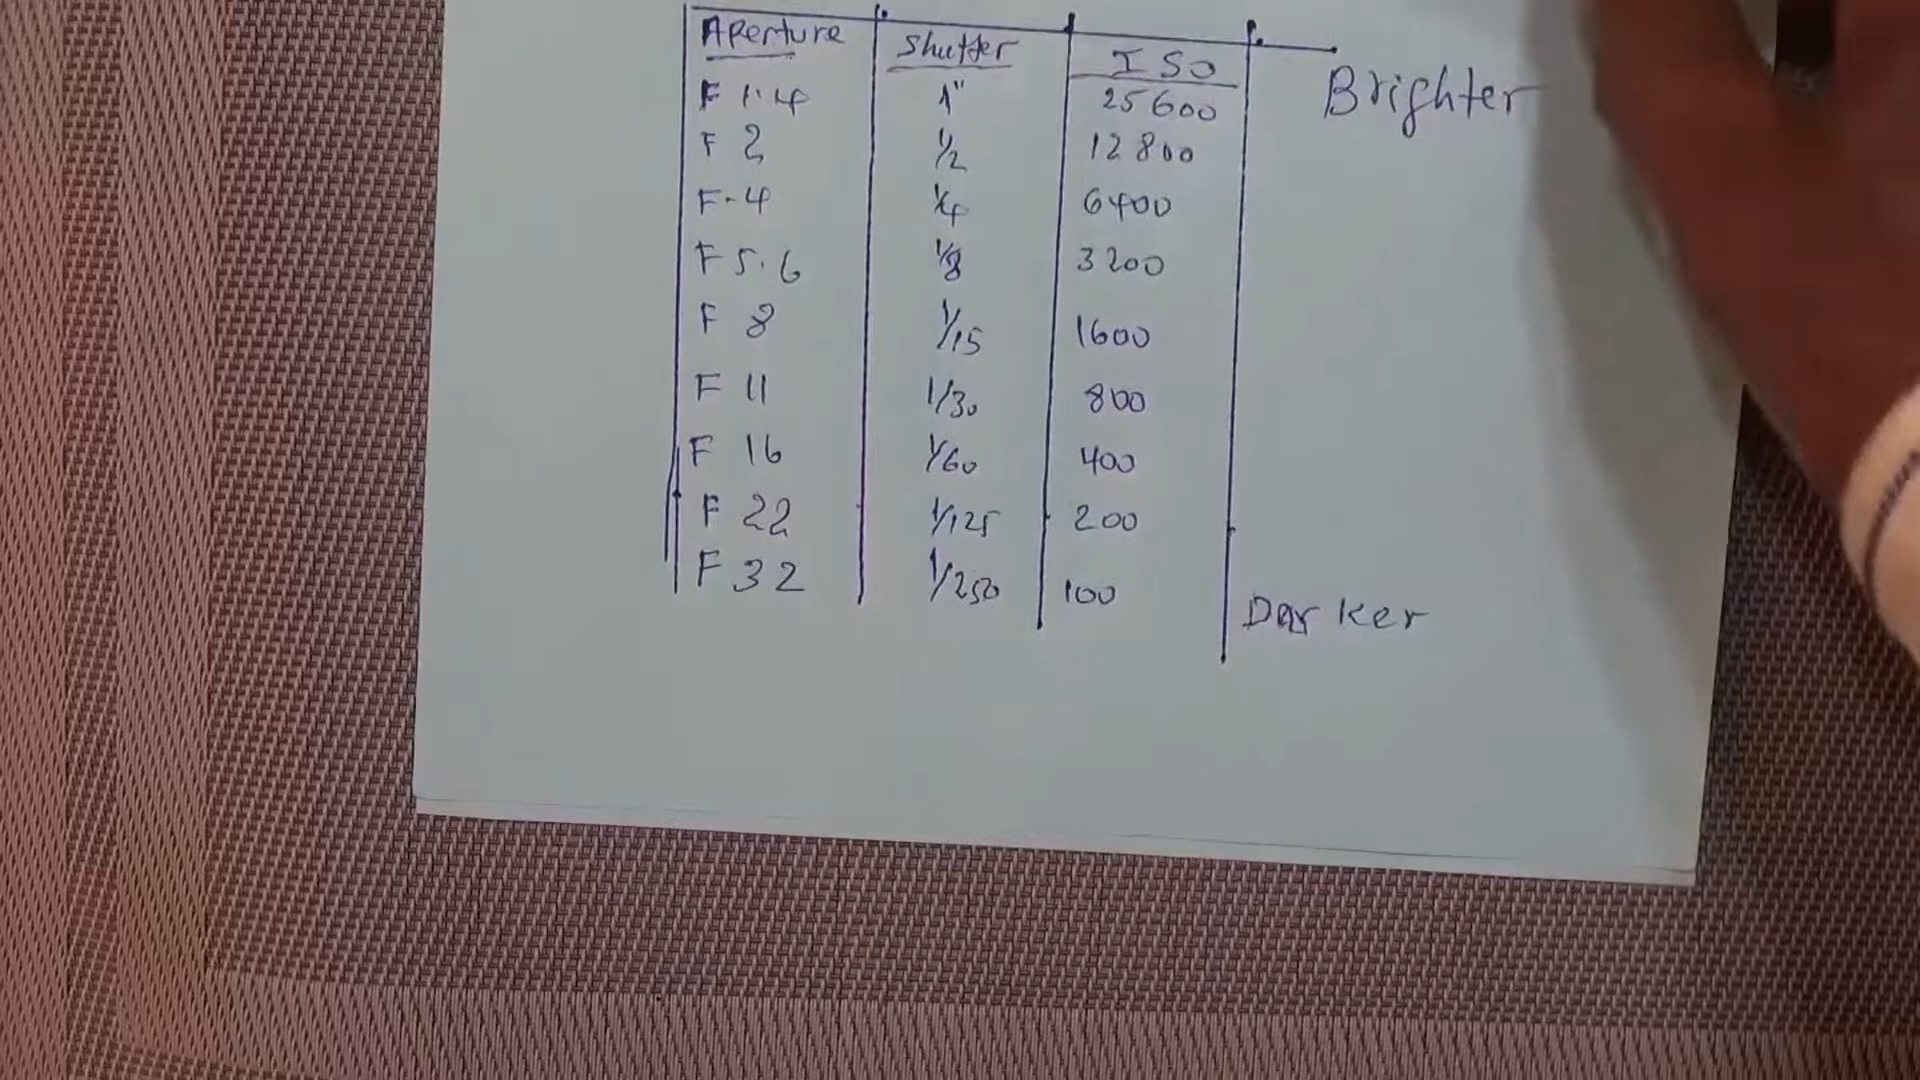 Aperture Shutter ISO
F 1.4 1" 25600 Brighter
F 2 1/2 12800
F-4 1/4 6400
F 5.6 1/8 3200
F 8 1/15 1600
F 11 1/30 800
F 16 1/60 400
F 22 1/125 200
F 32 1/250 100 Darker